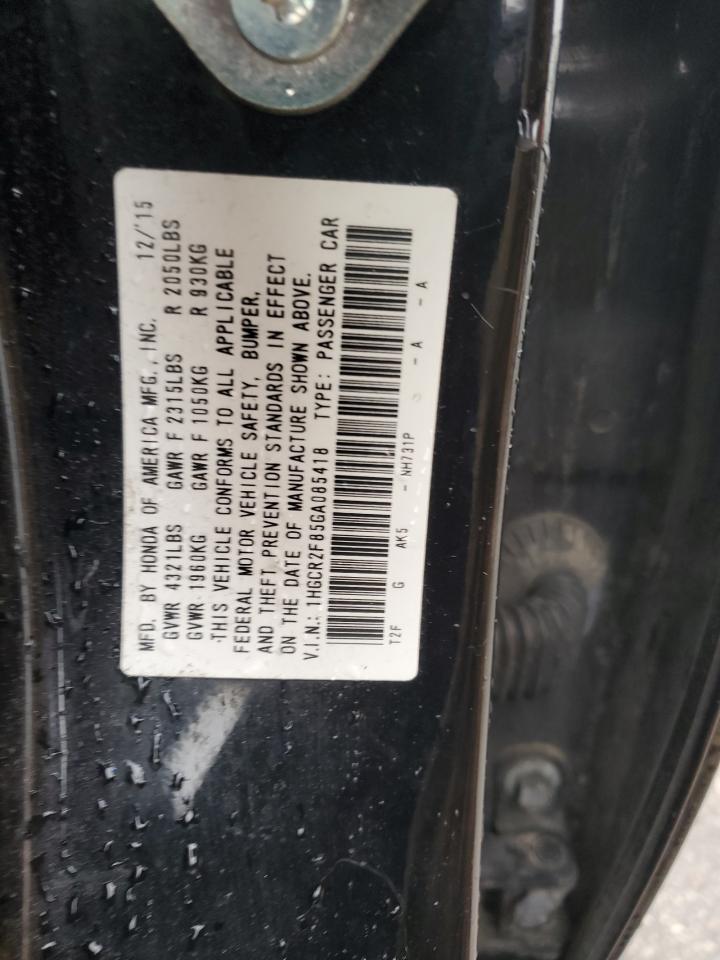 MFD. BY HONDA OF AMERICA MFG., INC. 12/'15
GVWR 4321LBS GAWR F 2315LBS R 2050LBS
GVWR 1960KG GAWR F 1050KG R 930KG
THIS VEHICLE CONFORMS TO ALL APPLICABLE
FEDERAL MOTOR VEHICLE SAFETY, BUMPER,
AND THEFT PREVENTION STANDARDS IN EFFECT
ON THE DATE OF MANUFACTURE SHOWN ABOVE.
V.I.N.: 1HGCR2F85GA085418 TYPE: PASSENGER CAR
T2F G AK5 - NH731P - A - A